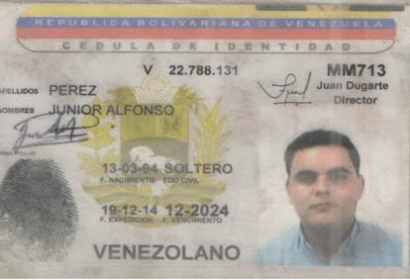 REPUBLICA BOLIVARIANA DE VENEZUELA
CEDULA DE IDENTIDAD
V 22.788.131
MM713
Juan Dugarte
Director
APELLIDOS PEREZ
NOMBRES JUNIOR ALFONSO
13-03-94 SOLTERO
F. NACIMIENTO EDO CIVIL
19-12-14 12-2024
F. EXPEDICION F. VENCIMIENTO
VENEZOLANO